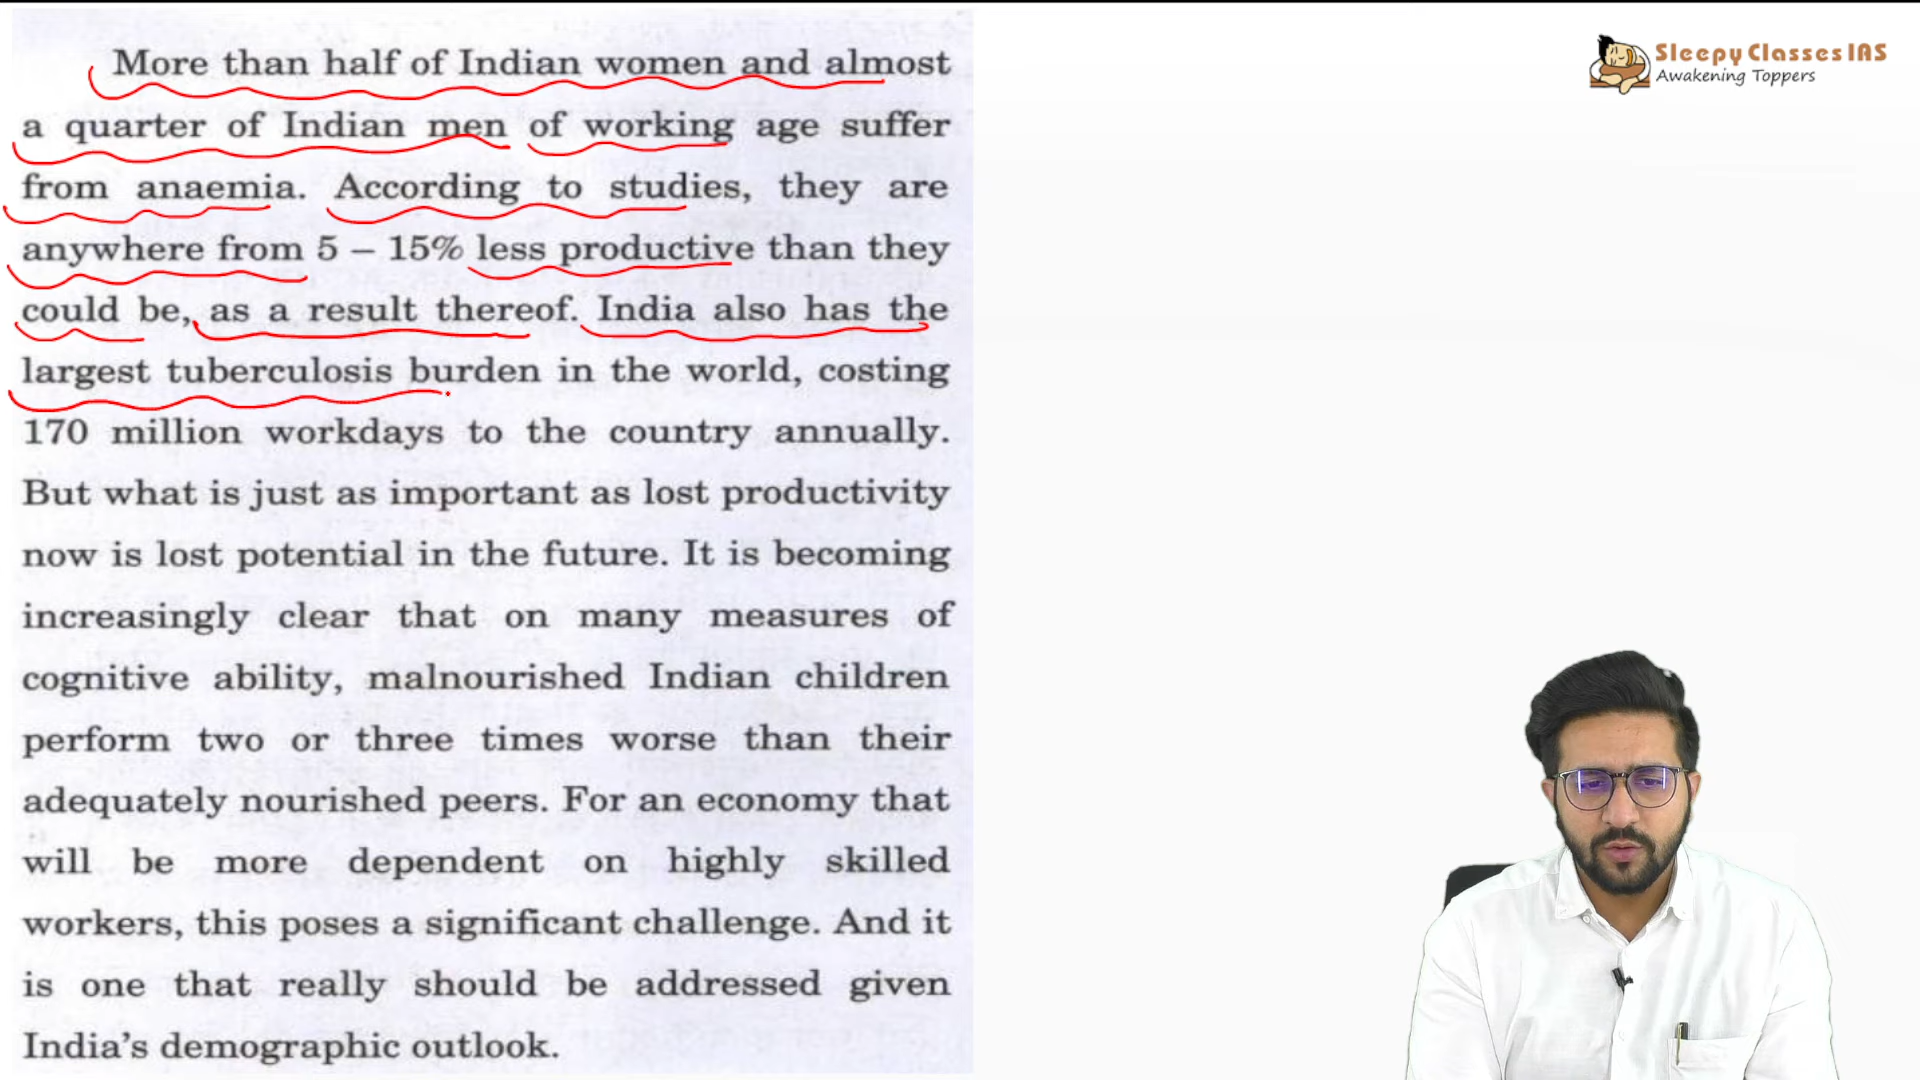 More than half of Indian women and almost
a quarter of Indian men of working age suffer
from anaemia. According to studies, they are
anywhere from 5 – 15% less productive than they
could be, as a result thereof. India also has the
largest tuberculosis burden in the world, costing
170 million workdays to the country annually.
But what is just as important as lost productivity
now is lost potential in the future. It is becoming
increasingly clear that on many measures of
cognitive ability, malnourished Indian children
perform two or three times worse than their
adequately nourished peers. For an economy that
will be more dependent on highly skilled
workers, this poses a significant challenge. And it
is one that really should be addressed given
India's demographic outlook.
Sleepy Classes IAS
Awakening Toppers